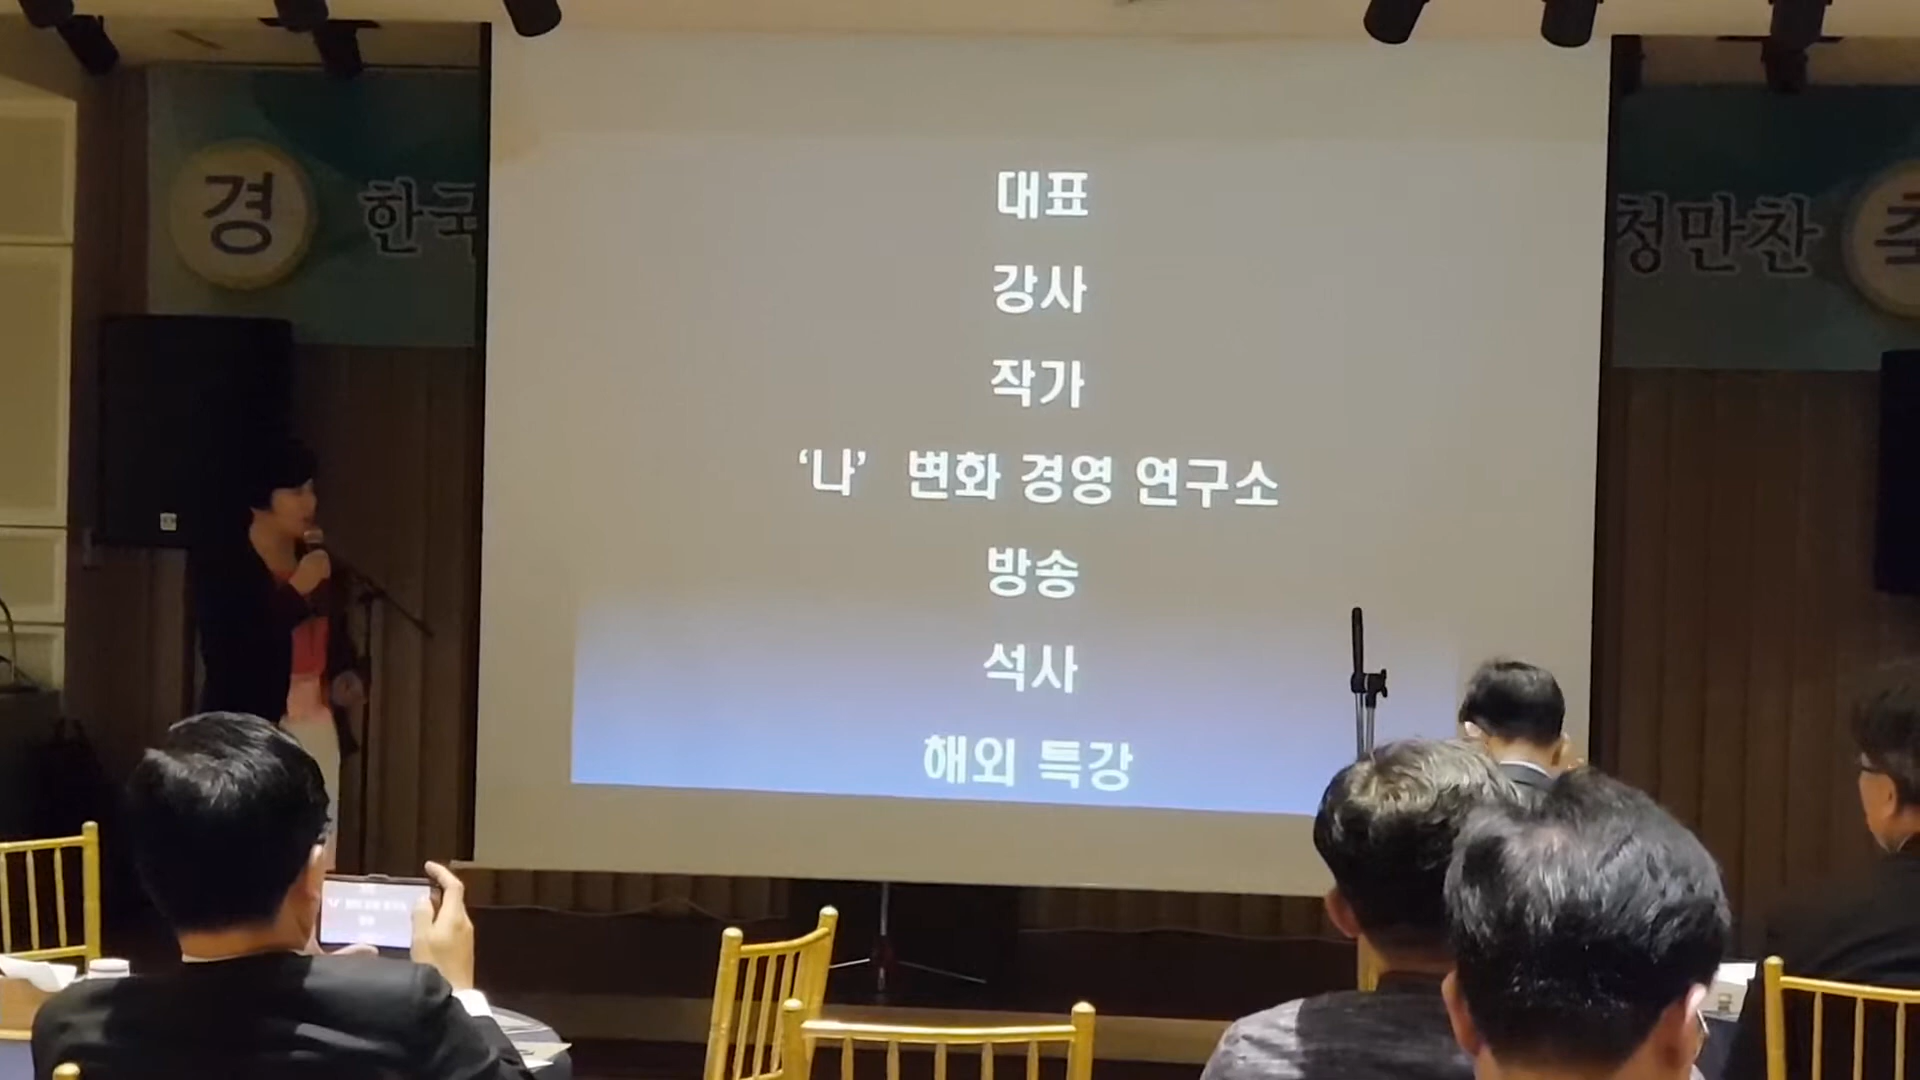 경 한국
청만찬 축
대표
강사
작가
‘나’ 변화 경영 연구소
방송
석사
해외 특강